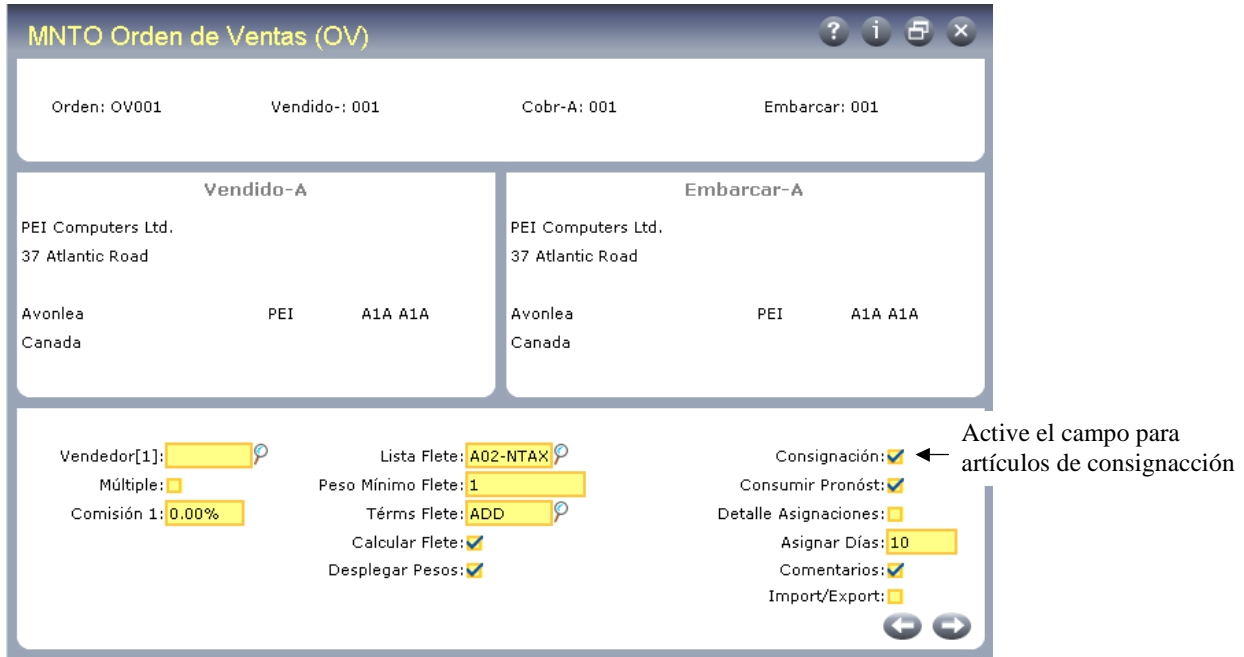 MNTO Orden de Ventas (OV)
? i
Orden: OV001 Vendido-: 001 Cobr-A: 001 Embarcar: 001
Vendido-A
PEI Computers Ltd.
37 Atlantic Road
Avonlea PEI A1A A1A
Canada
Embarcar-A
PEI Computers Ltd.
37 Atlantic Road
Avonlea PEI A1A A1A
Canada
Vendedor[1]:
Múltiple:
Comisión 1: 0.00%
Lista Flete: A02-NTAX
Peso Mínimo Flete: 1
Térms Flete: ADD
Calcular Flete:
Desplegar Pesos:
Consignación:
Consumir Pronóst:
Detalle Asignaciones:
Asignar Días: 10
Comentarios:
Import/Export:
Active el campo para
artículos de consignacción